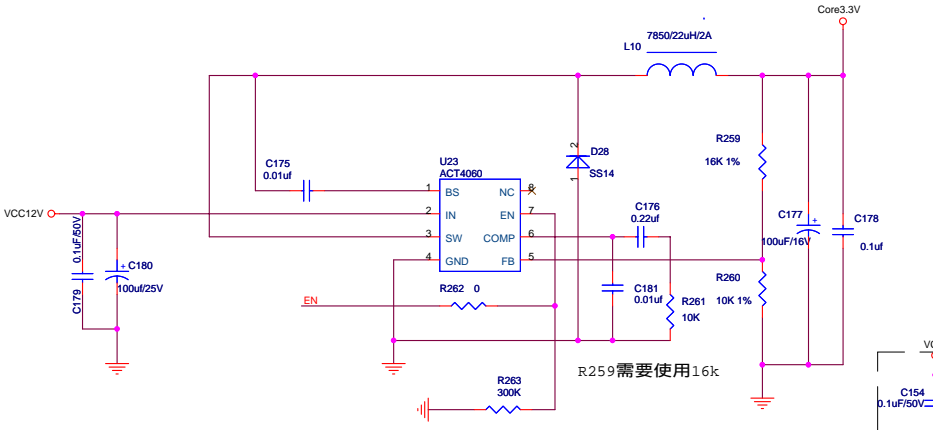 Core3.3V
7850/22uH/2A
L10
R259
16K 1%
D28
SS14
C175
0.01uf
U23
ACT4060
1
BS
NC
8
VCC12V
2
IN
EN
7
3
SW
COMP
6
4
GND
FB
5
2
1
C176
0.22uf
C177
100uF/16V
C178
0.1uf
0.1uF/50V
C179
C180
100uf/25V
R262 0
EN
C181
0.01uf
R261
10K
R260
10K 1%
R259需要使用16k
R263
300K
C154
0.1uF/50V